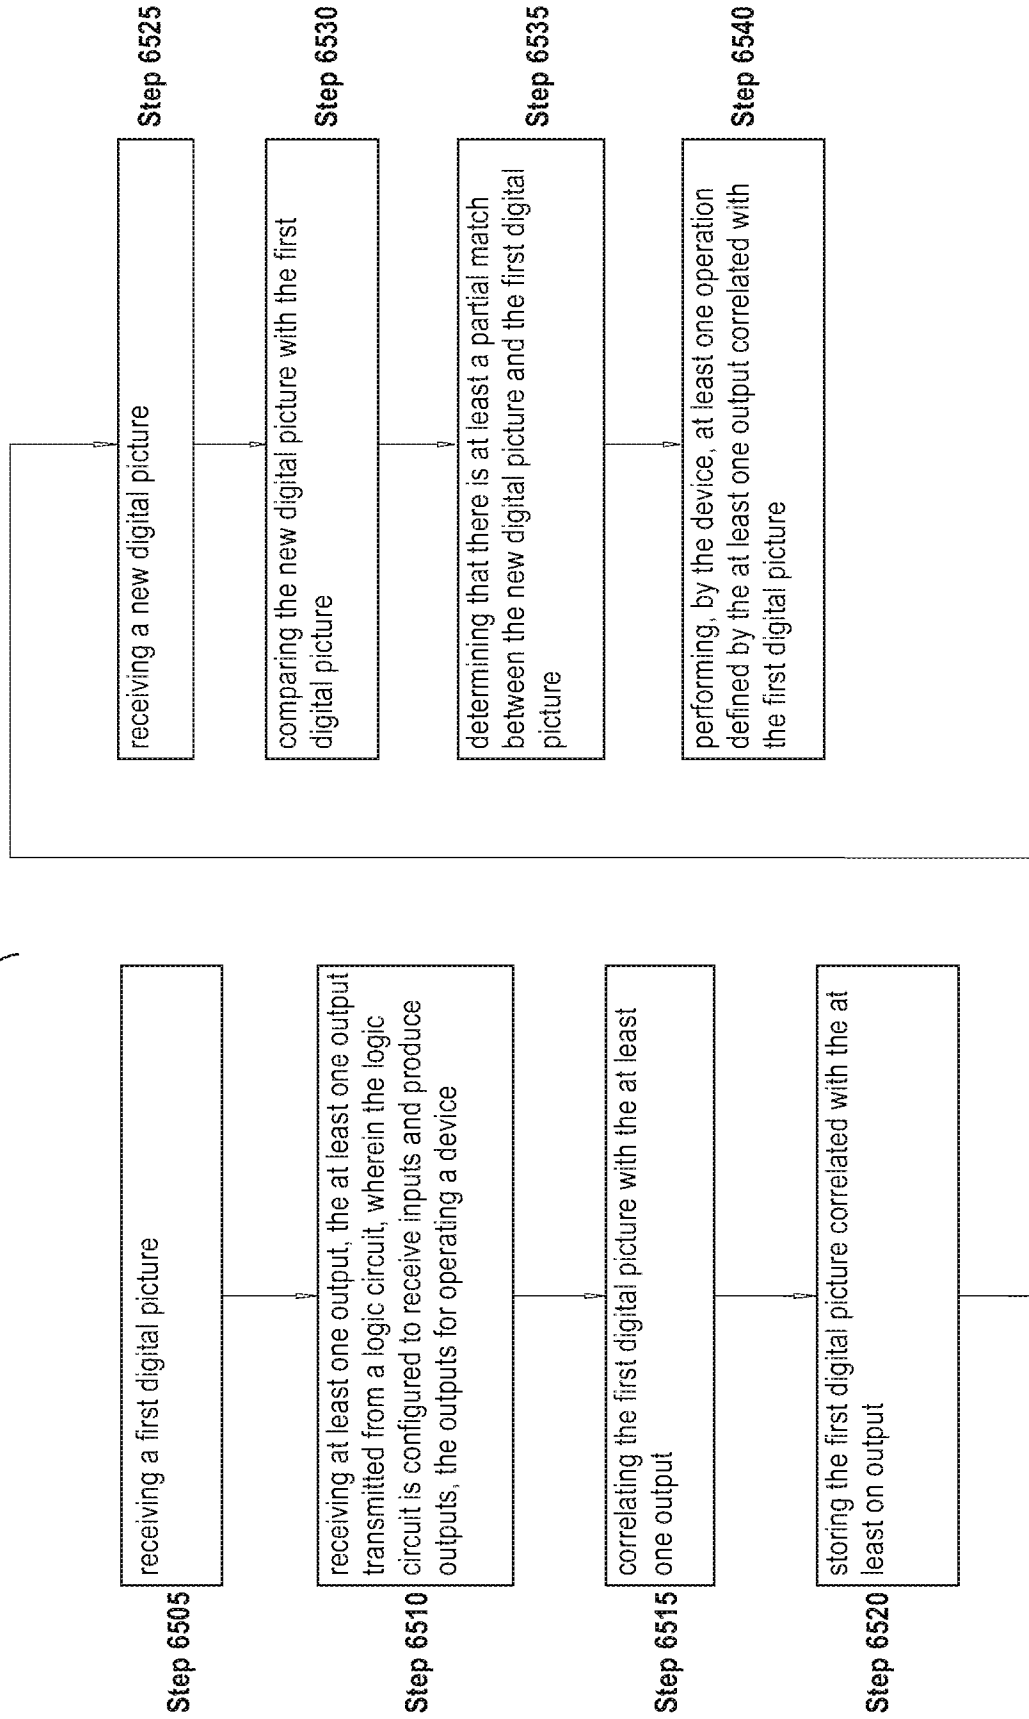 Step 6505
receiving a first digital picture
Step 6510
receiving at least one output, the at least one output
transmitted from a logic circuit, wherein the logic
circuit is configured to receive inputs and produce
outputs, the outputs for operating a device
Step 6515
correlating the first digital picture with the at least
one output
Step 6520
storing the first digital picture correlated with the at
least on output
Step 6525
receiving a new digital picture
Step 6530
comparing the new digital picture with the first
digital picture
Step 6535
determining that there is at least a partial match
between the new digital picture and the first digital
picture
Step 6540
performing, by the device, at least one operation
defined by the at least one output correlated with
the first digital picture